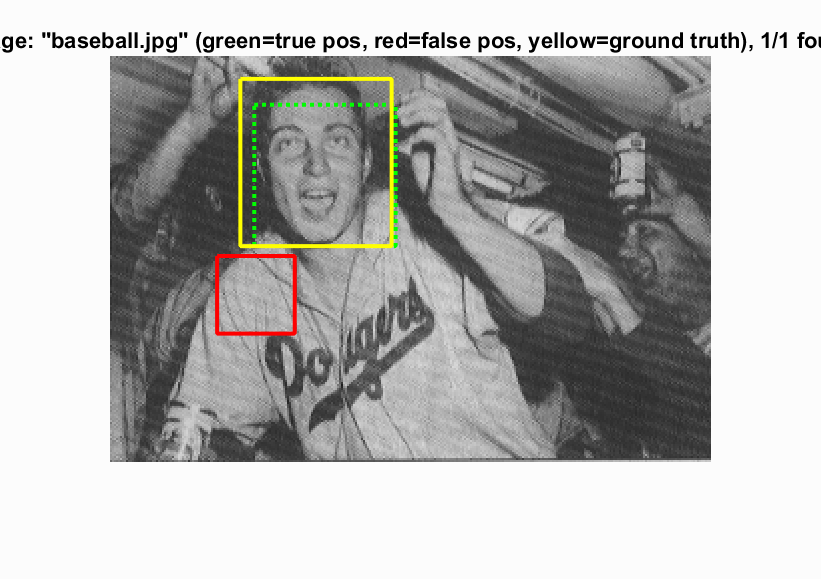 ge: "baseball.jpg" (green=true pos, red=false pos, yellow=ground truth), 1/1 fou
Dodgers